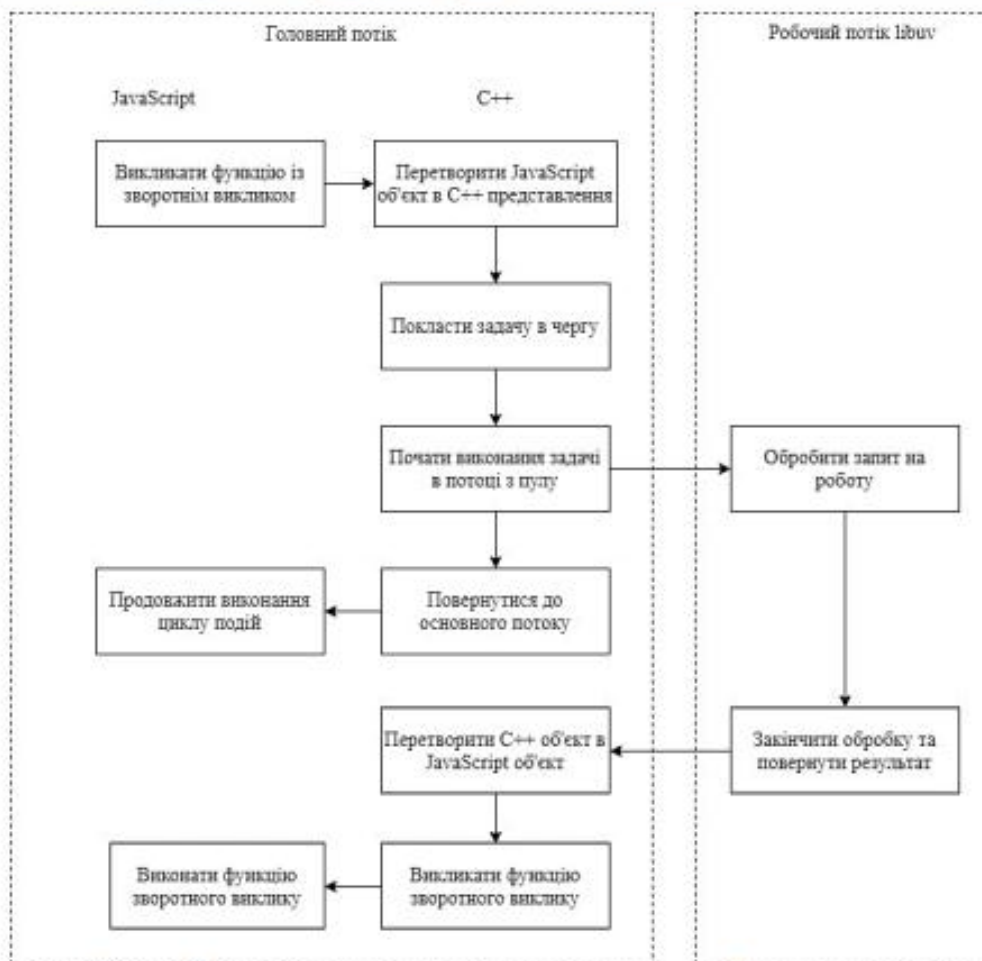 Головний потік
Робочий потік libuv
JavaScript
C++
Викликати функцію із
зворотнім викликом
Перетворити JavaScript
об'єкт в C++ представлення
Покласти задачу в чергу
Почати виконання задачі
в потоці з пулу
Обробити запит на
роботу
Продовжити виконання
циклу подій
Повернутися до
основного потоку
Перетворити C++ об'єкт в
JavaScript об'єкт
Закінчити обробку та
повернути результат
Виконати функцію
зворотного виклику
Викликати функцію
зворотного виклику